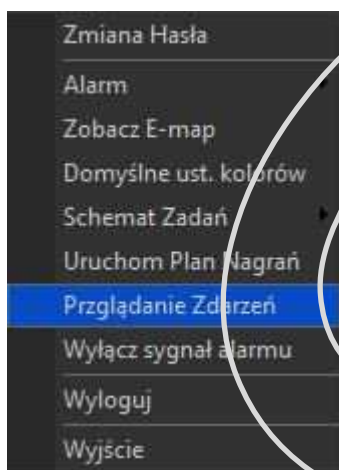 Zmiana Hasła
Alarm
Zobacz E-map
Domyślne ust. kolorów
Schemat Zadań
Uruchom Plan Nagrań
Przglądanie Zdarzeń
Wyłącz sygnał alarmu
Wyloguj
Wyjście